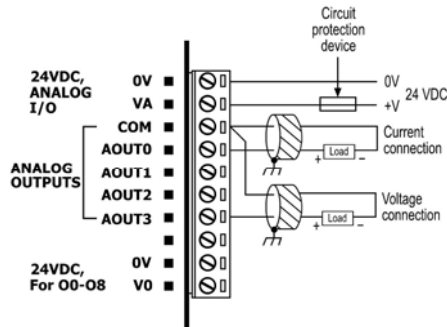 Circuit
protection
device
24VDC,
ANALOG
I/O
0V
VA
0V
+V
24 VDC
COM
AOUT0
Current
connection
+ Load −
ANALOG
OUTPUTS
AOUT1
AOUT2
AOUT3
Voltage
connection
+ Load −
24VDC,
For O0-O8
0V
V0